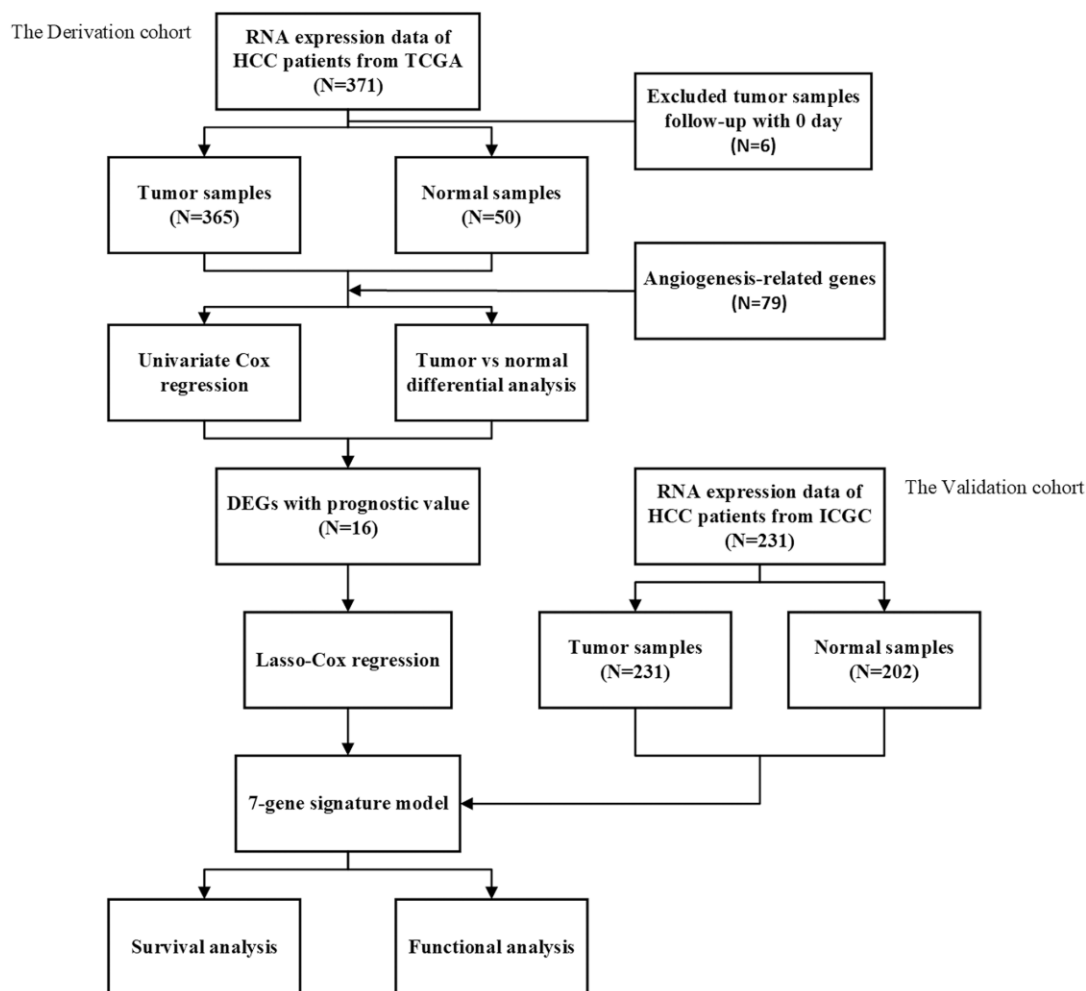 The Derivation cohort
RNA expression data of
HCC patients from TCGA
(N=371)
Excluded tumor samples
follow-up with 0 day
(N=6)
Tumor samples
(N=365)
Normal samples
(N=50)
Angiogenesis-related genes
(N=79)
Univariate Cox
regression
Tumor vs normal
differential analysis
DEGs with prognostic value
(N=16)
RNA expression data of
HCC patients from ICGC
(N=231)
The Validation cohort
Lasso-Cox regression
Tumor samples
(N=231)
Normal samples
(N=202)
7-gene signature model
Survival analysis
Functional analysis